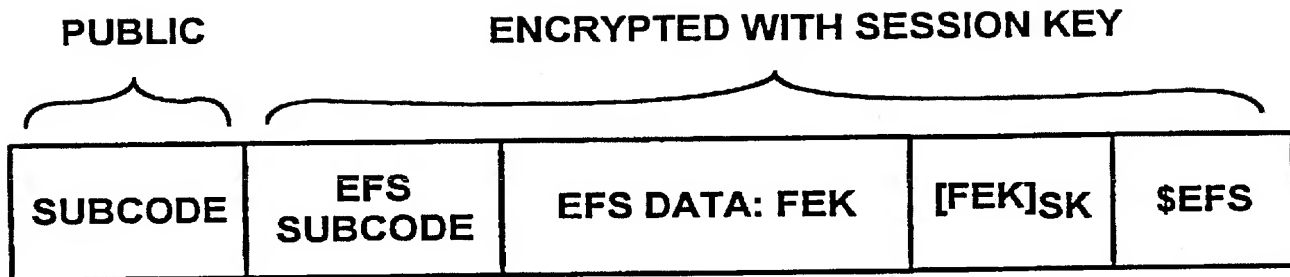 PUBLIC
ENCRYPTED WITH SESSION KEY
SUBCODE
EFS
SUBCODE
EFS DATA: FEK
[FEK]SK
$EFS